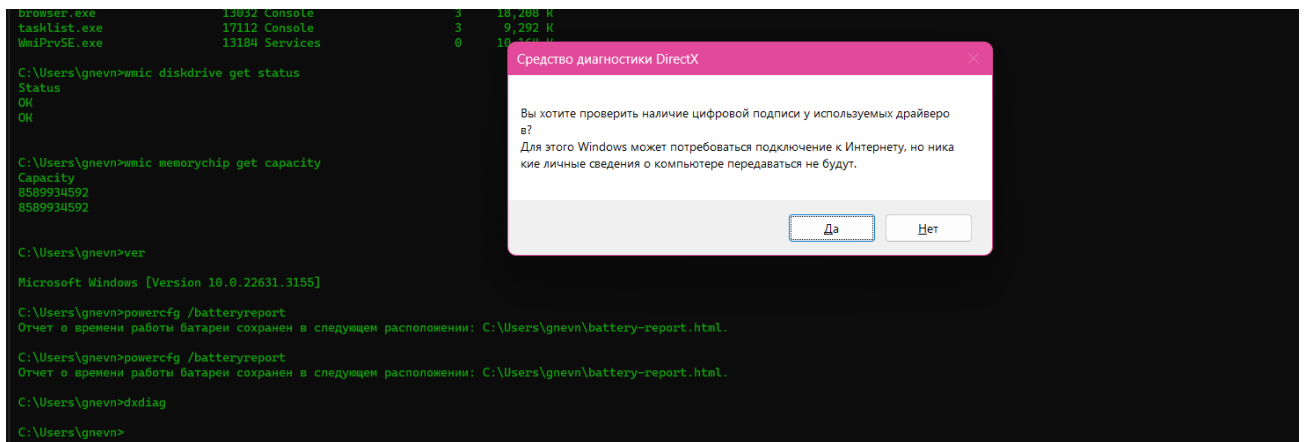 browser.exe 13032 Console 3 18,208 K
tasklist.exe 17112 Console 3 9,292 K
WmiPrvSE.exe 13184 Services 0
C:\Users\gnevn>wmic diskdrive get status
Status
OK
OK
C:\Users\gnevn>wmic memorychip get capacity
Capacity
8589934592
8589934592
C:\Users\gnevn>ver
Microsoft Windows [Version 10.0.22631.3155]
C:\Users\gnevn>powercfg /batteryreport
Отчет о времени работы батареи сохранен в следующем расположении: C:\Users\gnevn\battery-report.html.
C:\Users\gnevn>powercfg /batteryreport
Отчет о времени работы батареи сохранен в следующем расположении: C:\Users\gnevn\battery-report.html.
C:\Users\gnevn>dxdiag
C:\Users\gnevn>
Средство диагностики DirectX
Вы хотите проверить наличие цифровой подписи у используемых драйверо
в?
Для этого Windows может потребоваться подключение к Интернету, но ника
кие личные сведения о компьютере передаваться не будут.
Да
Нет